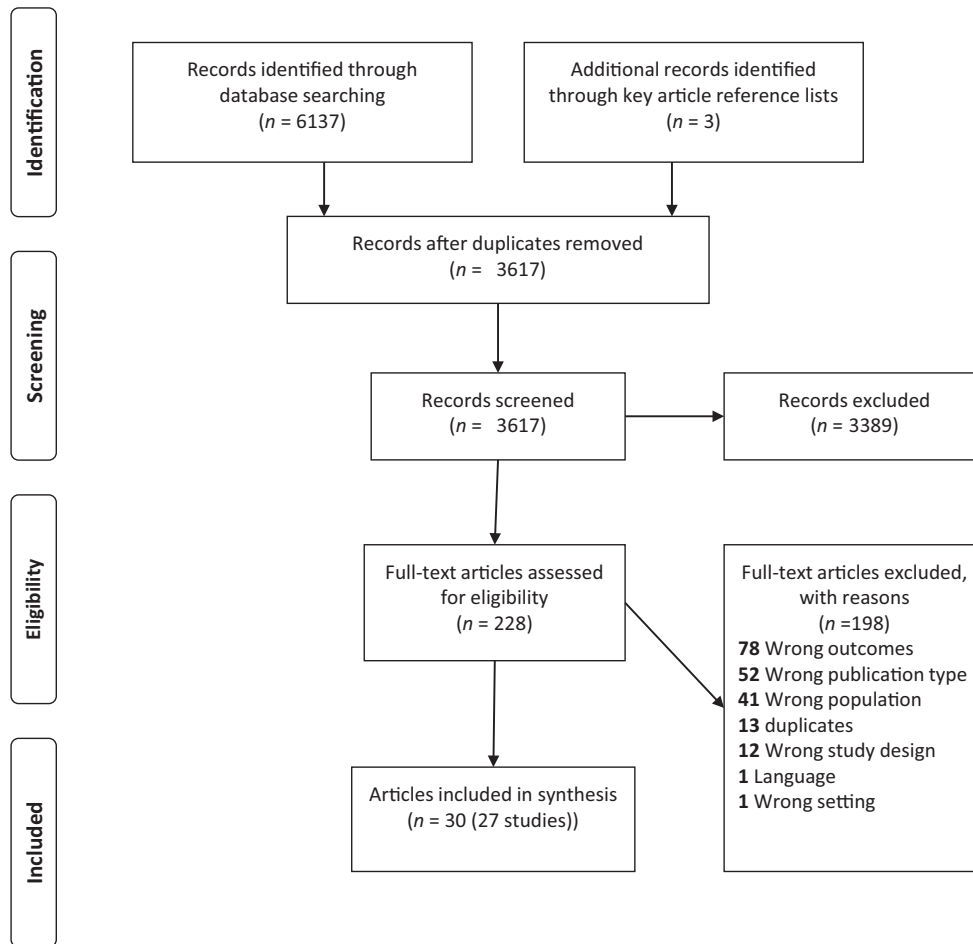 Identification
Records identified through
database searching
(n = 6137)
Additional records identified
through key article reference lists
(n = 3)
Records after duplicates removed
(n = 3617)
Screening
Records screened
(n = 3617)
Records excluded
(n = 3389)
Eligibility
Full-text articles assessed
for eligibility
(n = 228)
Full-text articles excluded,
with reasons
(n =198)
78 Wrong outcomes
52 Wrong publication type
41 Wrong population
13 duplicates
12 Wrong study design
1 Language
1 Wrong setting
Included
Articles included in synthesis
(n = 30 (27 studies))